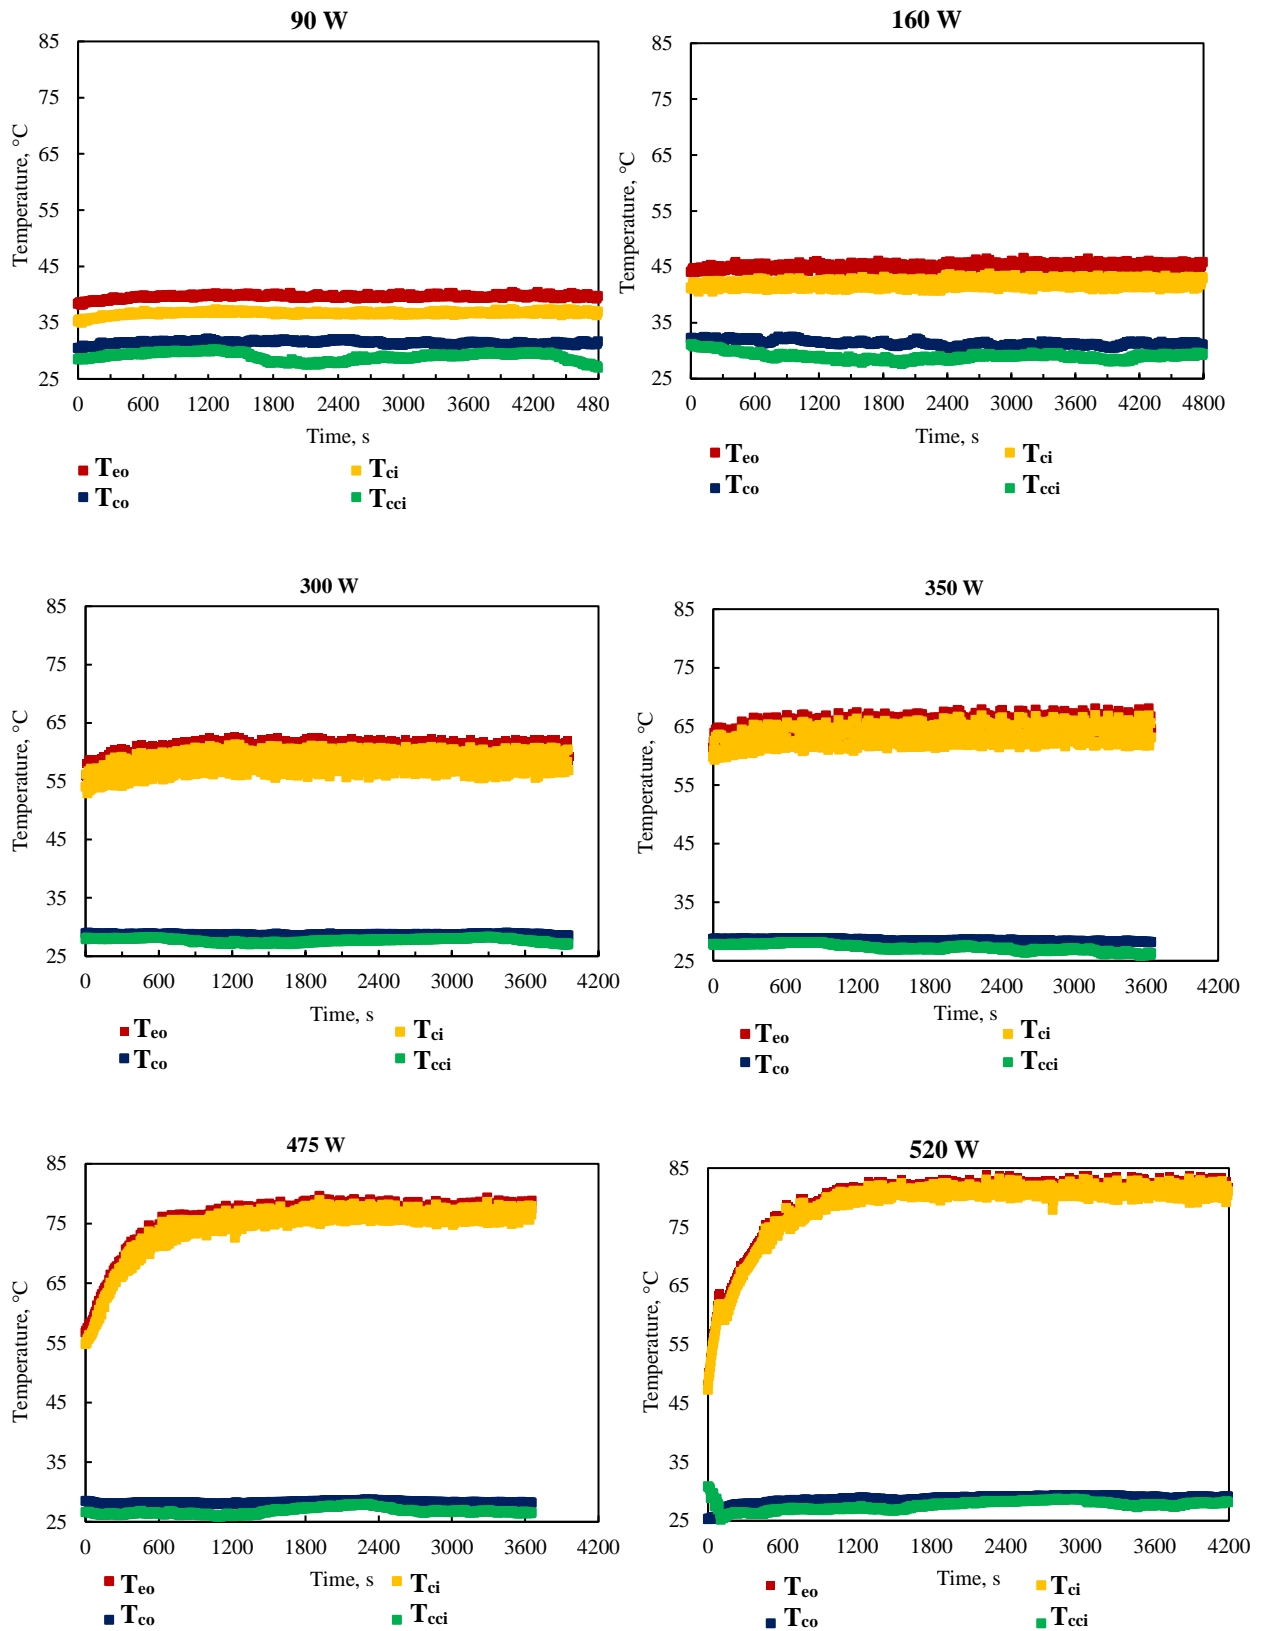 90 W
85
75
65
55
45
35
25
Temperature, °C
0 600 1200 1800 2400 3000 3600 4200 480
Time, s
Teo Tci
Tco Tcci
160 W
85
75
65
55
45
35
25
Temperature, °C
0 600 1200 1800 2400 3000 3600 4200 4800
Time, s
Teo Tci
Tco Tcci
300 W
85
75
65
55
45
35
25
Temperature, °C
0 600 1200 1800 2400 3000 3600 4200
Time, s
Teo Tci
Tco Tcci
350 W
85
75
65
55
45
35
25
Temperature, °C
0 600 1200 1800 2400 3000 3600 4200
Time, s
Teo Tci
Tco Tcci
475 W
85
75
65
55
45
35
25
Temperature, °C
0 600 1200 1800 2400 3000 3600 4200
Time, s
Teo Tci
Tco Tcci
520 W
85
75
65
55
45
35
25
Temperature, °C
0 600 1200 1800 2400 3000 3600 4200
Time, s
Teo Tci
Tco Tcci